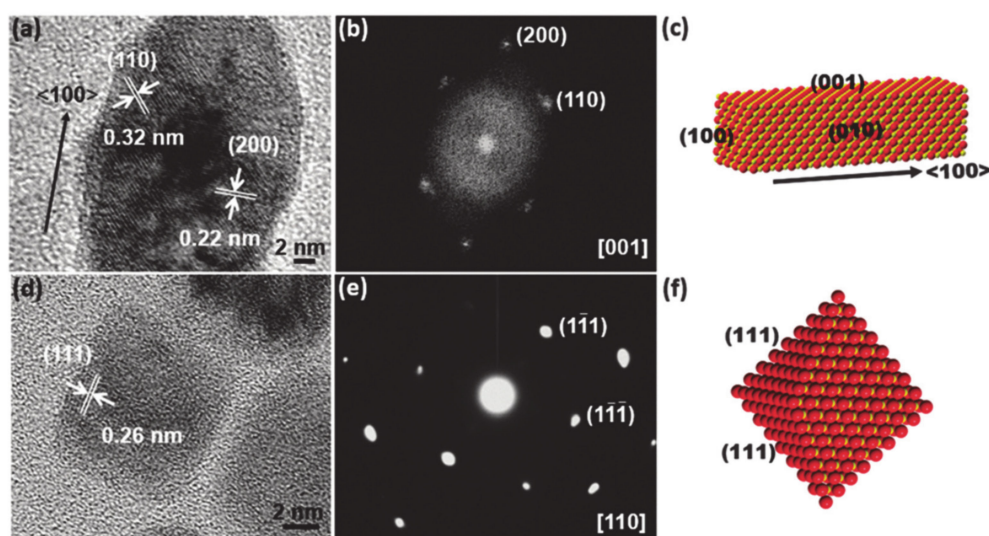 (a)
(110)
<100>
0.32 nm
(200)
0.22 nm
2 nm
(b)
(200)
(110)
[001]
(c)
(001)
(100)
(010)
<100>
(d)
(111)
0.26 nm
2 nm
(e)
(11̅1)
(11̅1̅)
[110]
(f)
(111)
(111)